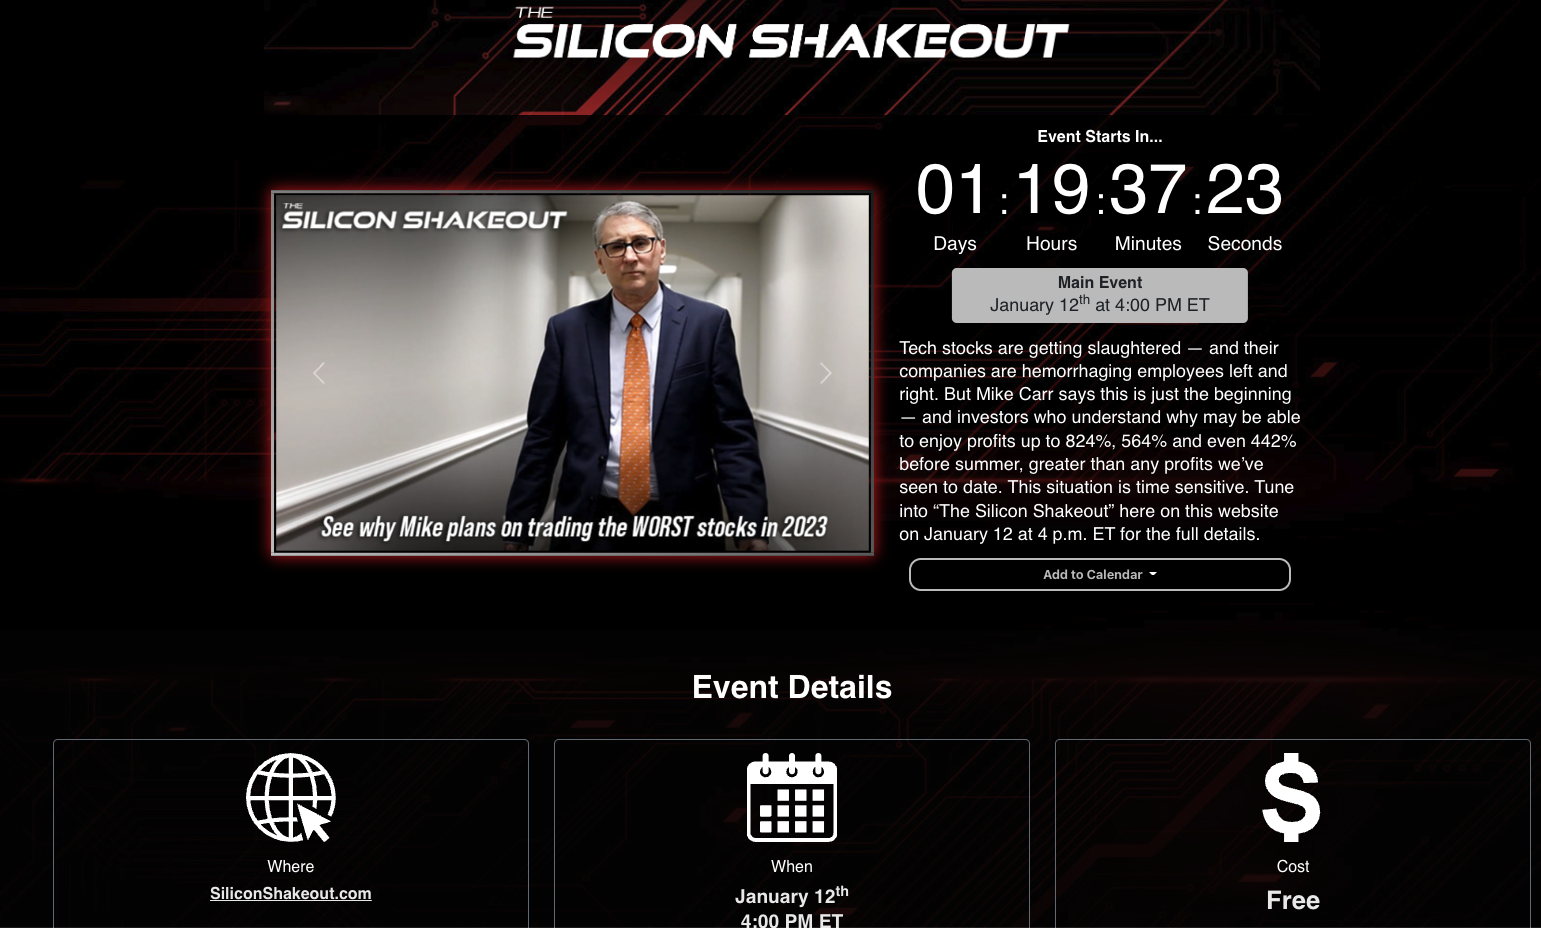 THE
SILICON SHAKEOUT
Event Starts In...
01 : 19 : 37 : 23
Days Hours Minutes Seconds
THE
SILICON SHAKEOUT
See why Mike plans on trading the WORST stocks in 2023
Main Event
January 12th at 4:00 PM ET
Tech stocks are getting slaughtered — and their
companies are hemorrhaging employees left and
right. But Mike Carr says this is just the beginning
— and investors who understand why may be able
to enjoy profits up to 824%, 564% and even 442%
before summer, greater than any profits we’ve
seen to date. This situation is time sensitive. Tune
into “The Silicon Shakeout” here on this website
on January 12 at 4 p.m. ET for the full details.
Add to Calendar
Event Details
Where
SiliconShakeout.com
When
January 12th
4:00 PM ET
Cost
Free